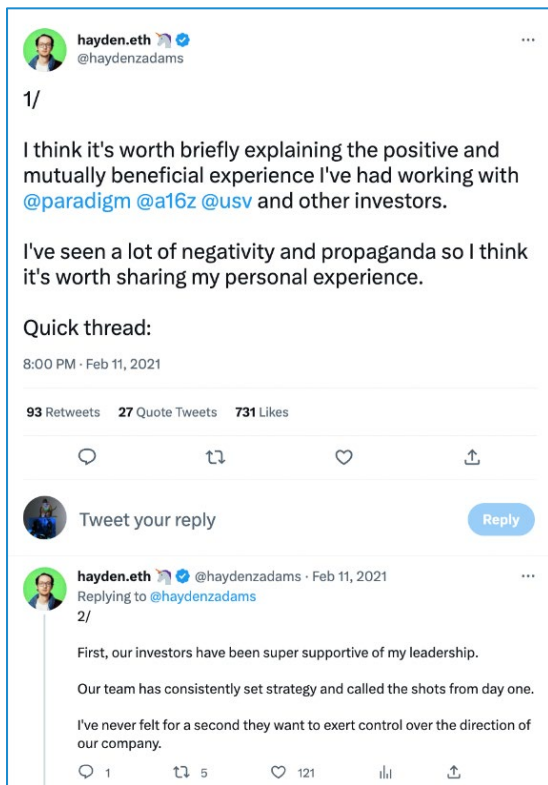 hayden.eth 🦄
@haydenzadams
1/
I think it's worth briefly explaining the positive and
mutually beneficial experience I've had working with
@paradigm @a16z @usv and other investors.
I've seen a lot of negativity and propaganda so I think
it's worth sharing my personal experience.
Quick thread:
8:00 PM · Feb 11, 2021
93 Retweets 27 Quote Tweets 731 Likes
Tweet your reply
Reply
hayden.eth 🦄 @haydenzadams · Feb 11, 2021
Replying to @haydenzadams
2/
First, our investors have been super supportive of my leadership.
Our team has consistently set strategy and called the shots from day one.
I've never felt for a second they want to exert control over the direction of
our company.
1 5 121